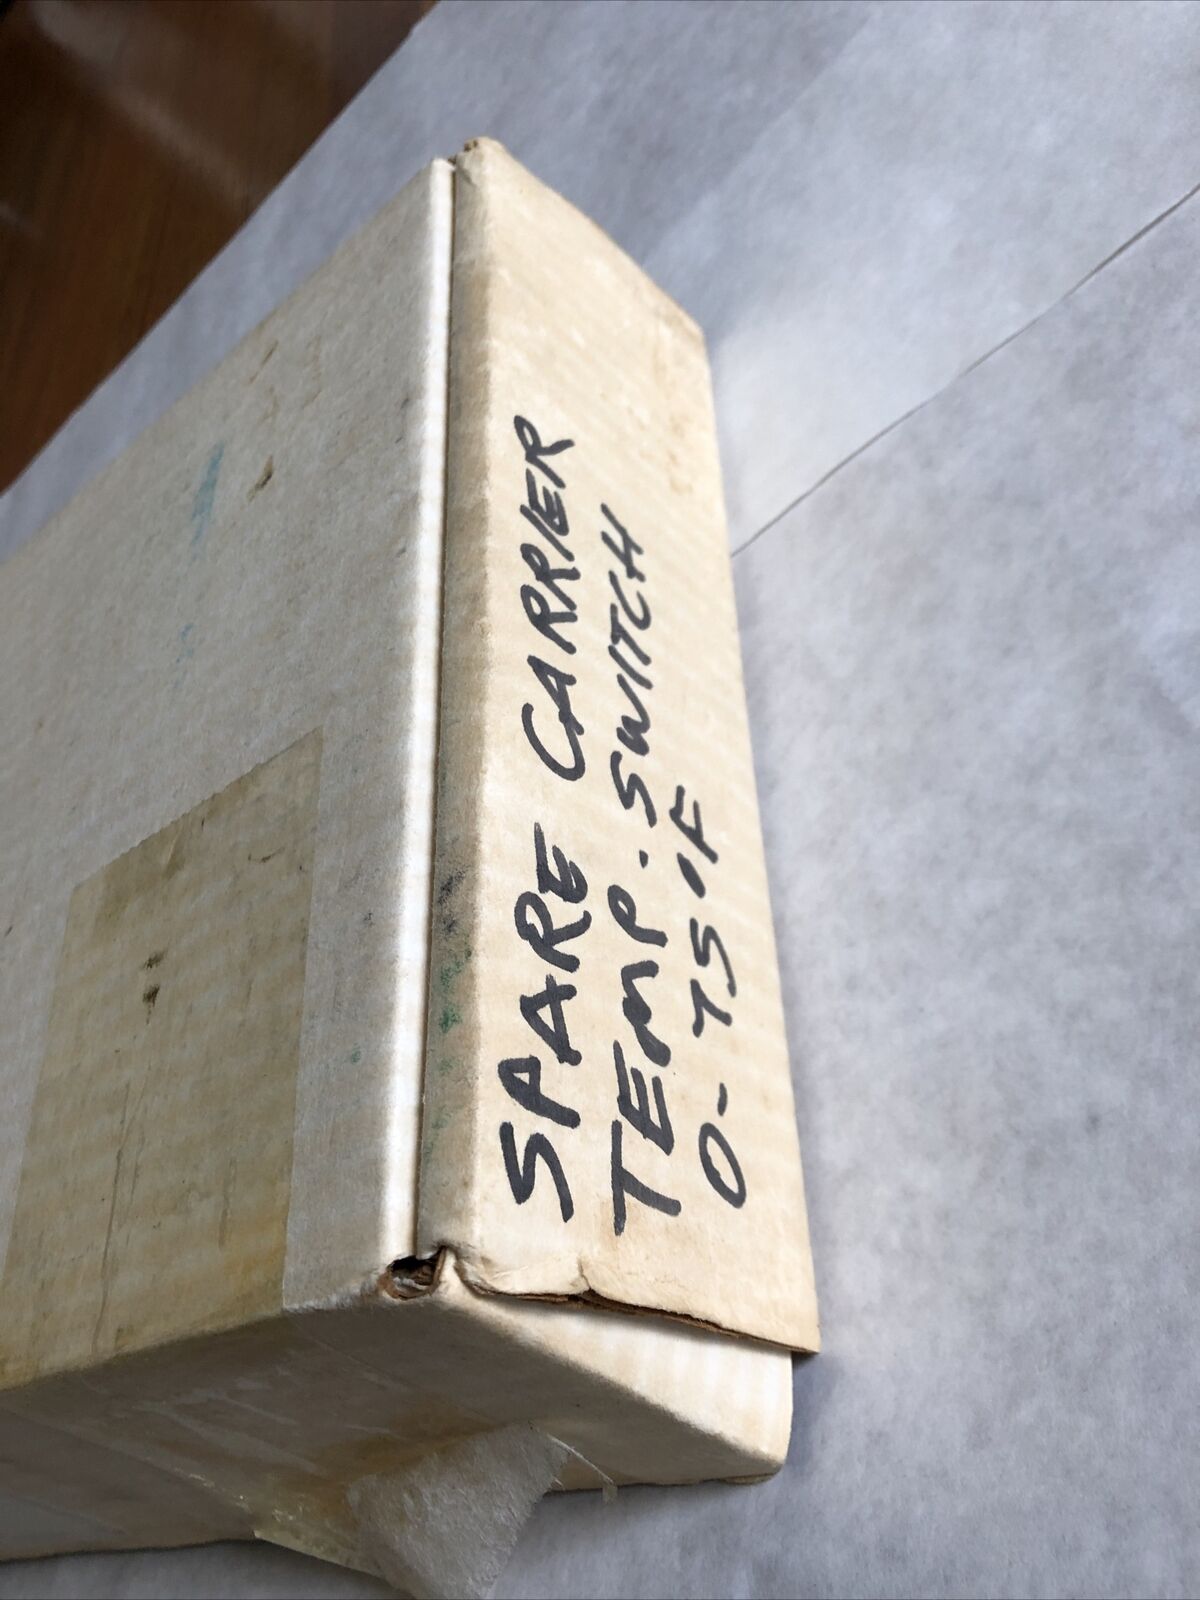 SPARE CARRIER
TEMP. SWITCH
0-75 °F